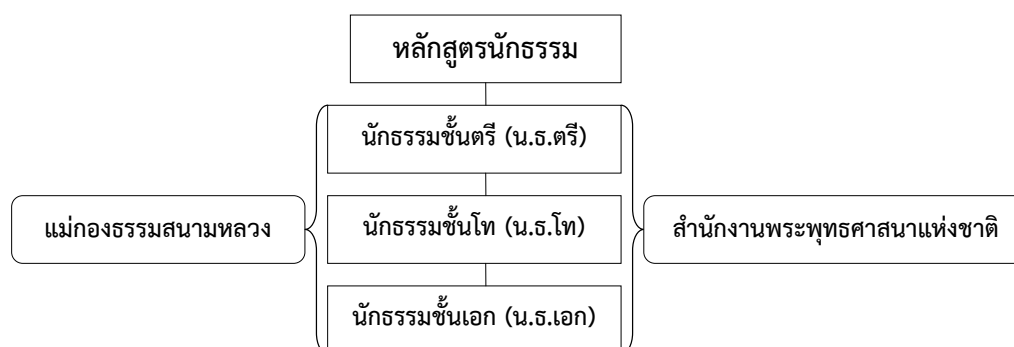 หลักสูตรนักธรรม
นักธรรมชั้นตรี (น.ธ.ตรี)
แม่กองธรรมสนามหลวง
นักธรรมชั้นโท (น.ธ.โท)
สำนักงานพระพุทธศาสนาแห่งชาติ
นักธรรมชั้นเอก (น.ธ.เอก)